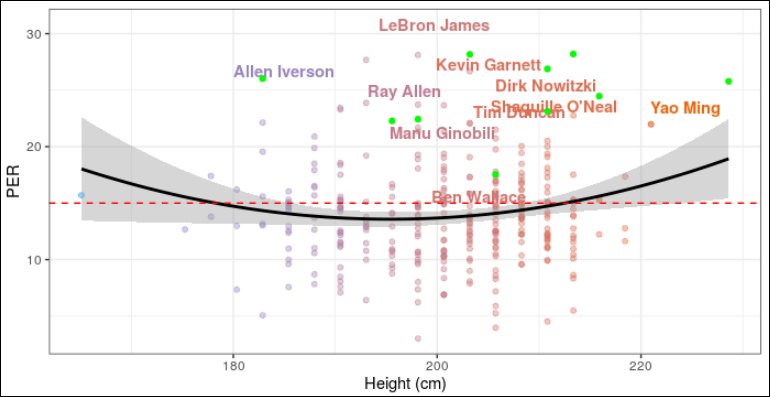 30
20
10
PER
LeBron James
Kevin Garnett
Allen Iverson
Dirk Nowitzki
Ray Allen
Shaquille O'Neal
Yao Ming
Tim Duncan
Manu Ginobili
Ben Wallace
180
200
220
Height (cm)